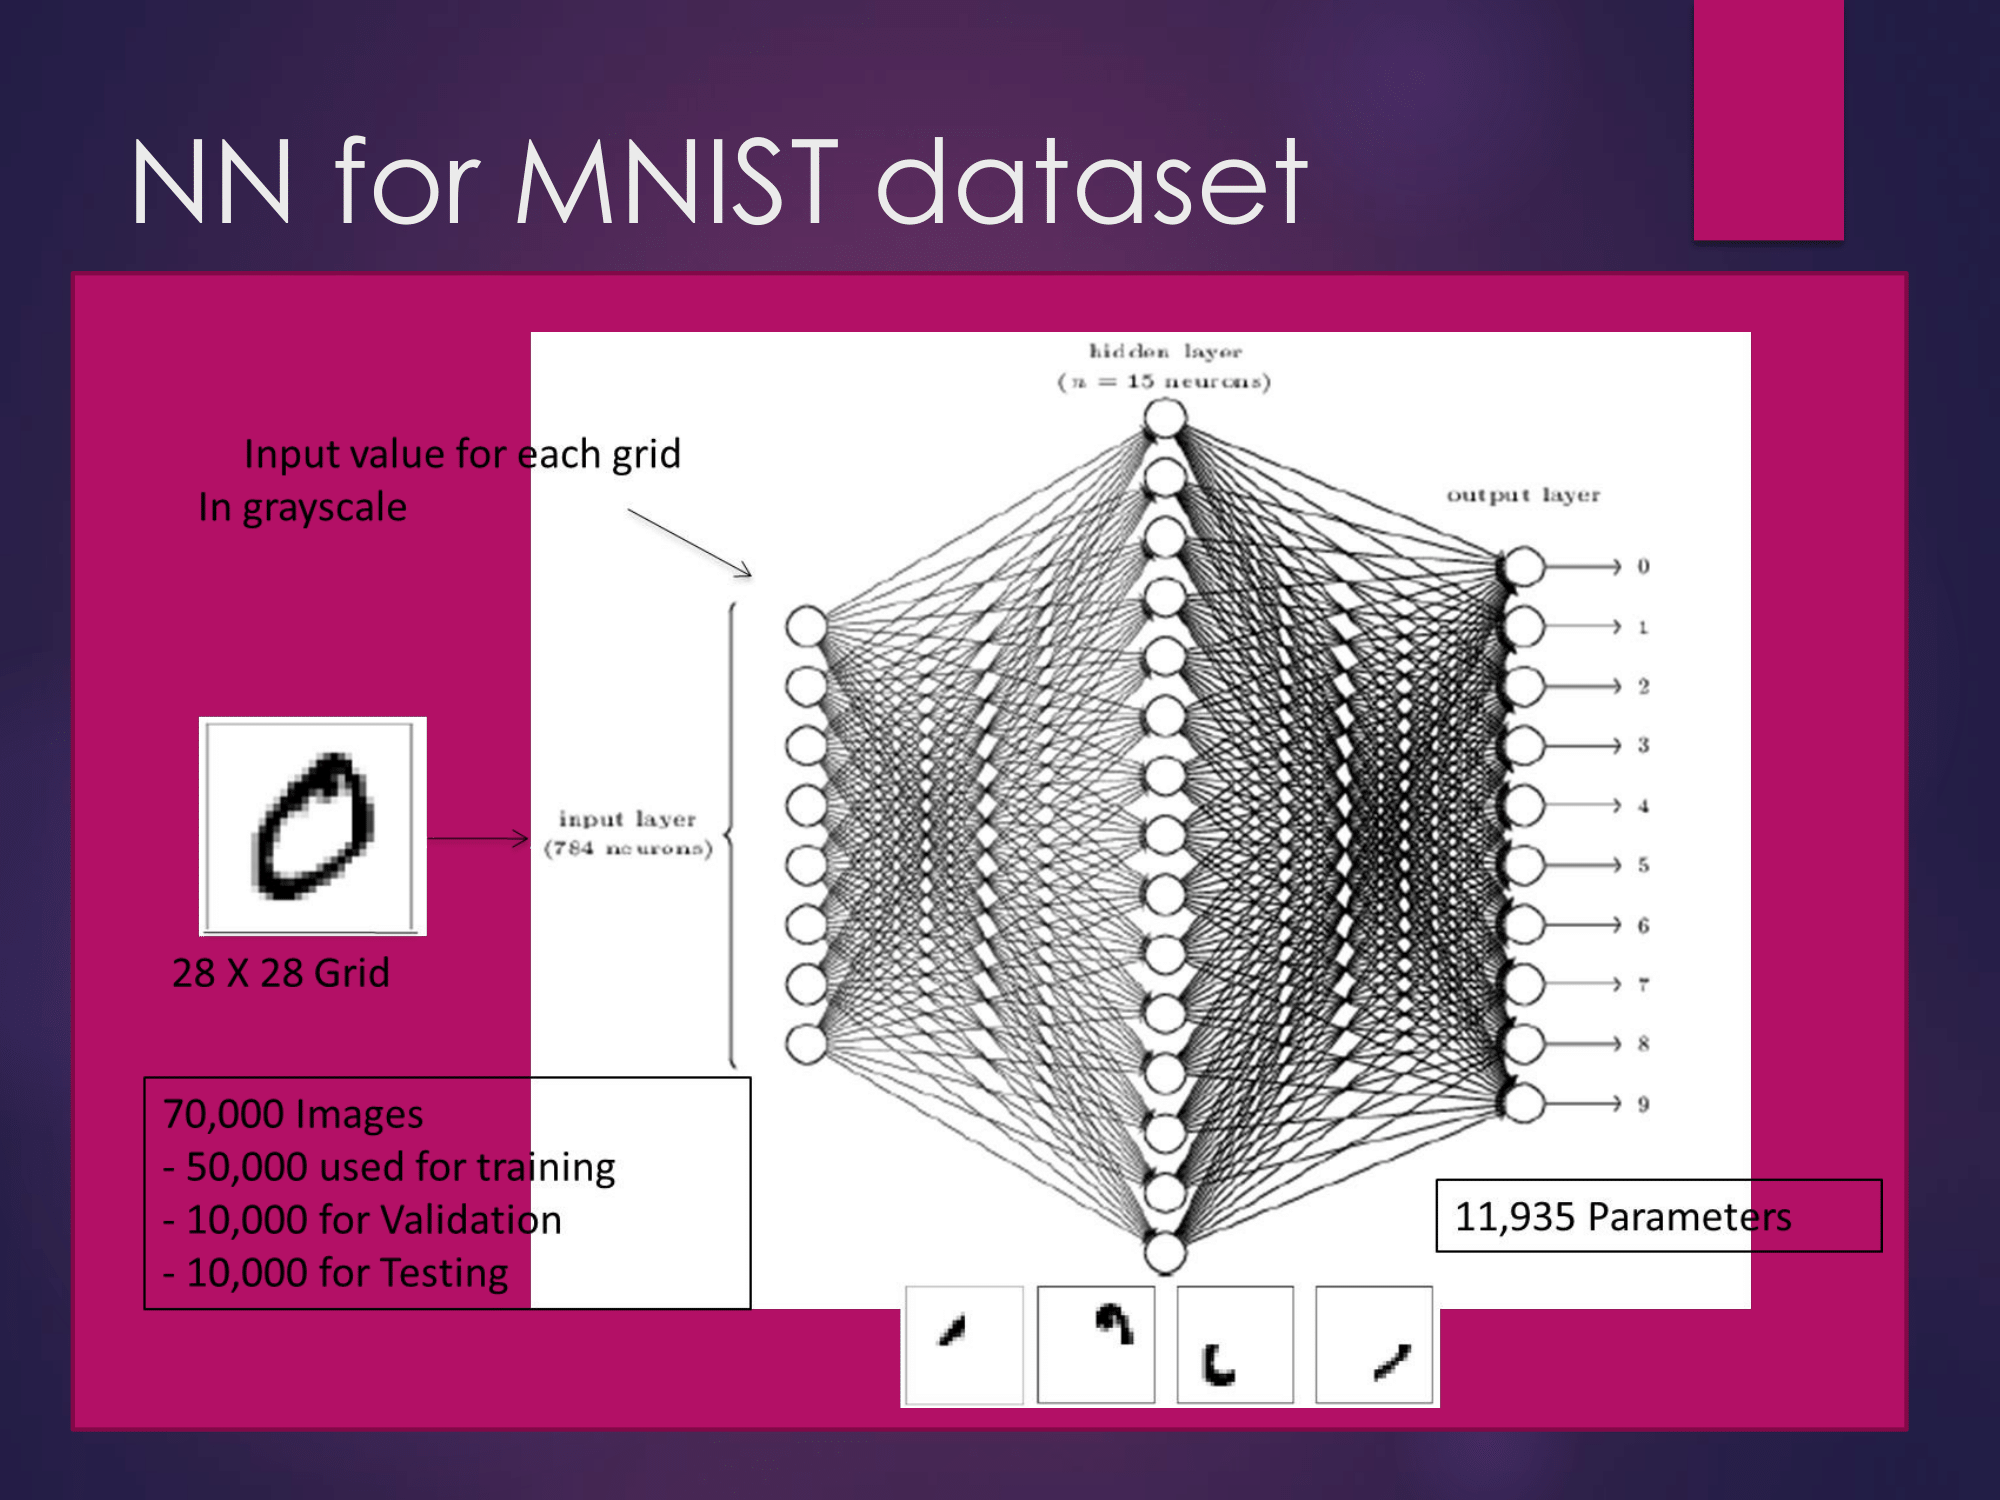 NN for MNIST dataset
hidden layer
(n = 15 neurons)
Input value for each grid
In grayscale
output layer
0
1
2
3
4
5
6
7
8
9
input layer
(784 neurons)
28 X 28 Grid
70,000 Images
- 50,000 used for training
- 10,000 for Validation
- 10,000 for Testing
11,935 Parameters